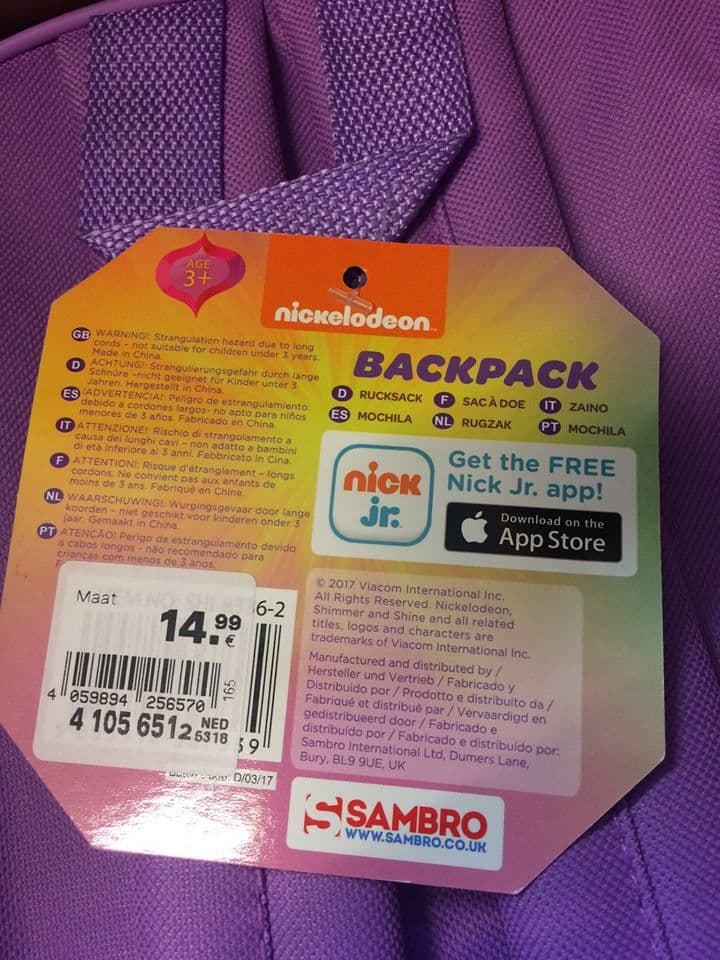 AGE
3+
nickelodeon
GB WARNING!: Strangulation hazard due to long
cords - not suitable for children under 3 years.
Made in China.
D ACHTUNG!: Strangulierungsgefahr durch lange
Schnüre -nicht geeignet für Kinder unter 3
Jahren. Hergestellt in China.
ES ¡ADVERTENCIA!: Peligro de estrangulamiento
debido a cordones largos- no apto para niños
menores de 3 años. Fabricado en China.
IT ATTENZIONE!: Rischio di strangolamento a
causa dei lunghi cavi - non adatto a bambini
di età inferiore ai 3 anni. Fabbricato in Cina.
F ATTENTION!: Risque d'étranglement - longs
cordons. Ne convient pas aux enfants de
moins de 3 ans. Fabriqué en Chine.
NL WAARSCHUWING!: Wurgingsgevaar door lange
koorden - niet geschikt voor kinderen onder 3
jaar. Gemaakt in China.
PT ATENÇÃO!: Perigo de estrangulamento devido
a cabos longos - não recomendado para
crianças com menos de 3 años.
BACKPACK
D RUCKSACK F SAC À DOE IT ZAINO
ES MOCHILA NL RUGZAK PT MOCHILA
nick
jr.
Get the FREE
Nick Jr. app!
Download on the
App Store
© 2017 Viacom International Inc.
All Rights Reserved. Nickelodeon,
Shimmer and Shine and all related
titles, logos and characters are
trademarks of Viacom International Inc.
Manufactured and distributed by /
Hersteller und Vertrieb / Fabricado y
Distribuido por / Prodotto e distribuito da /
Fabriqué et distribué par / Vervaardigd en
gedistribueerd door / Fabricado e
distribuído por / Fabricado e distribuído por:
Sambro International Ltd, Dumers Lane,
Bury, BL9 9UE, UK
Maat
6-2
14.99
€
165
4 059894 256570
4 105 6512 NED
5318
39
D/03/17
SAMBRO
WWW.SAMBRO.CO.UK